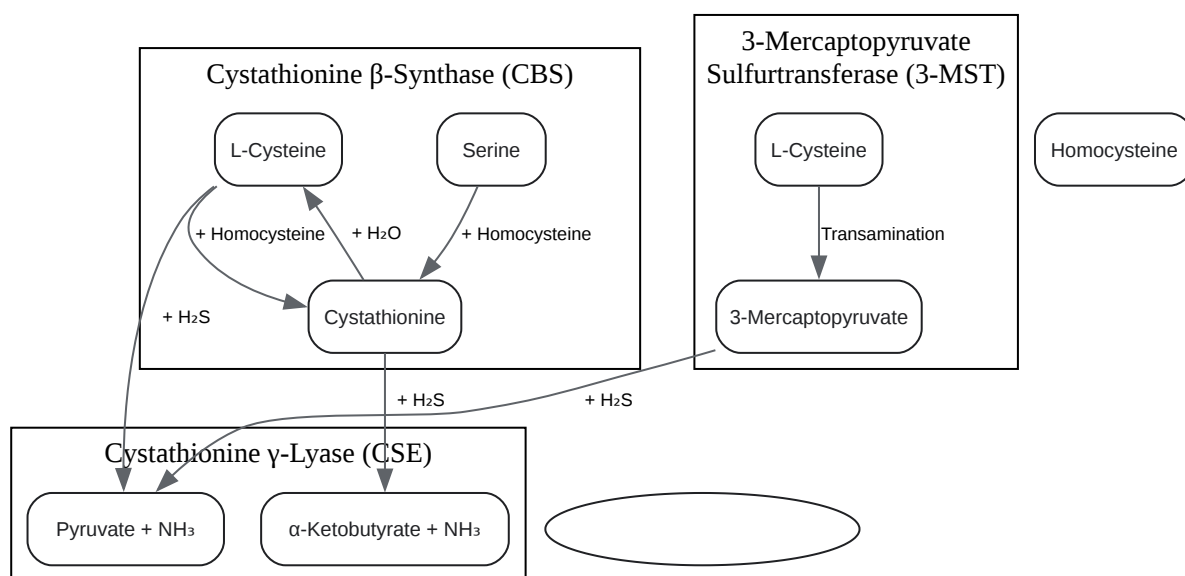 3-Mercaptopyruvate
Sulfurtransferase (3-MST)
Cystathionine β-Synthase (CBS)
L-Cysteine
Serine
L-Cysteine
Homocysteine
+ Homocysteine
+ H₂O
+ Homocysteine
Transamination
+ H₂S
Cystathionine
3-Mercaptopyruvate
+ H₂S
+ H₂S
Cystathionine γ-Lyase (CSE)
Pyruvate + NH₃
α-Ketobutyrate + NH₃